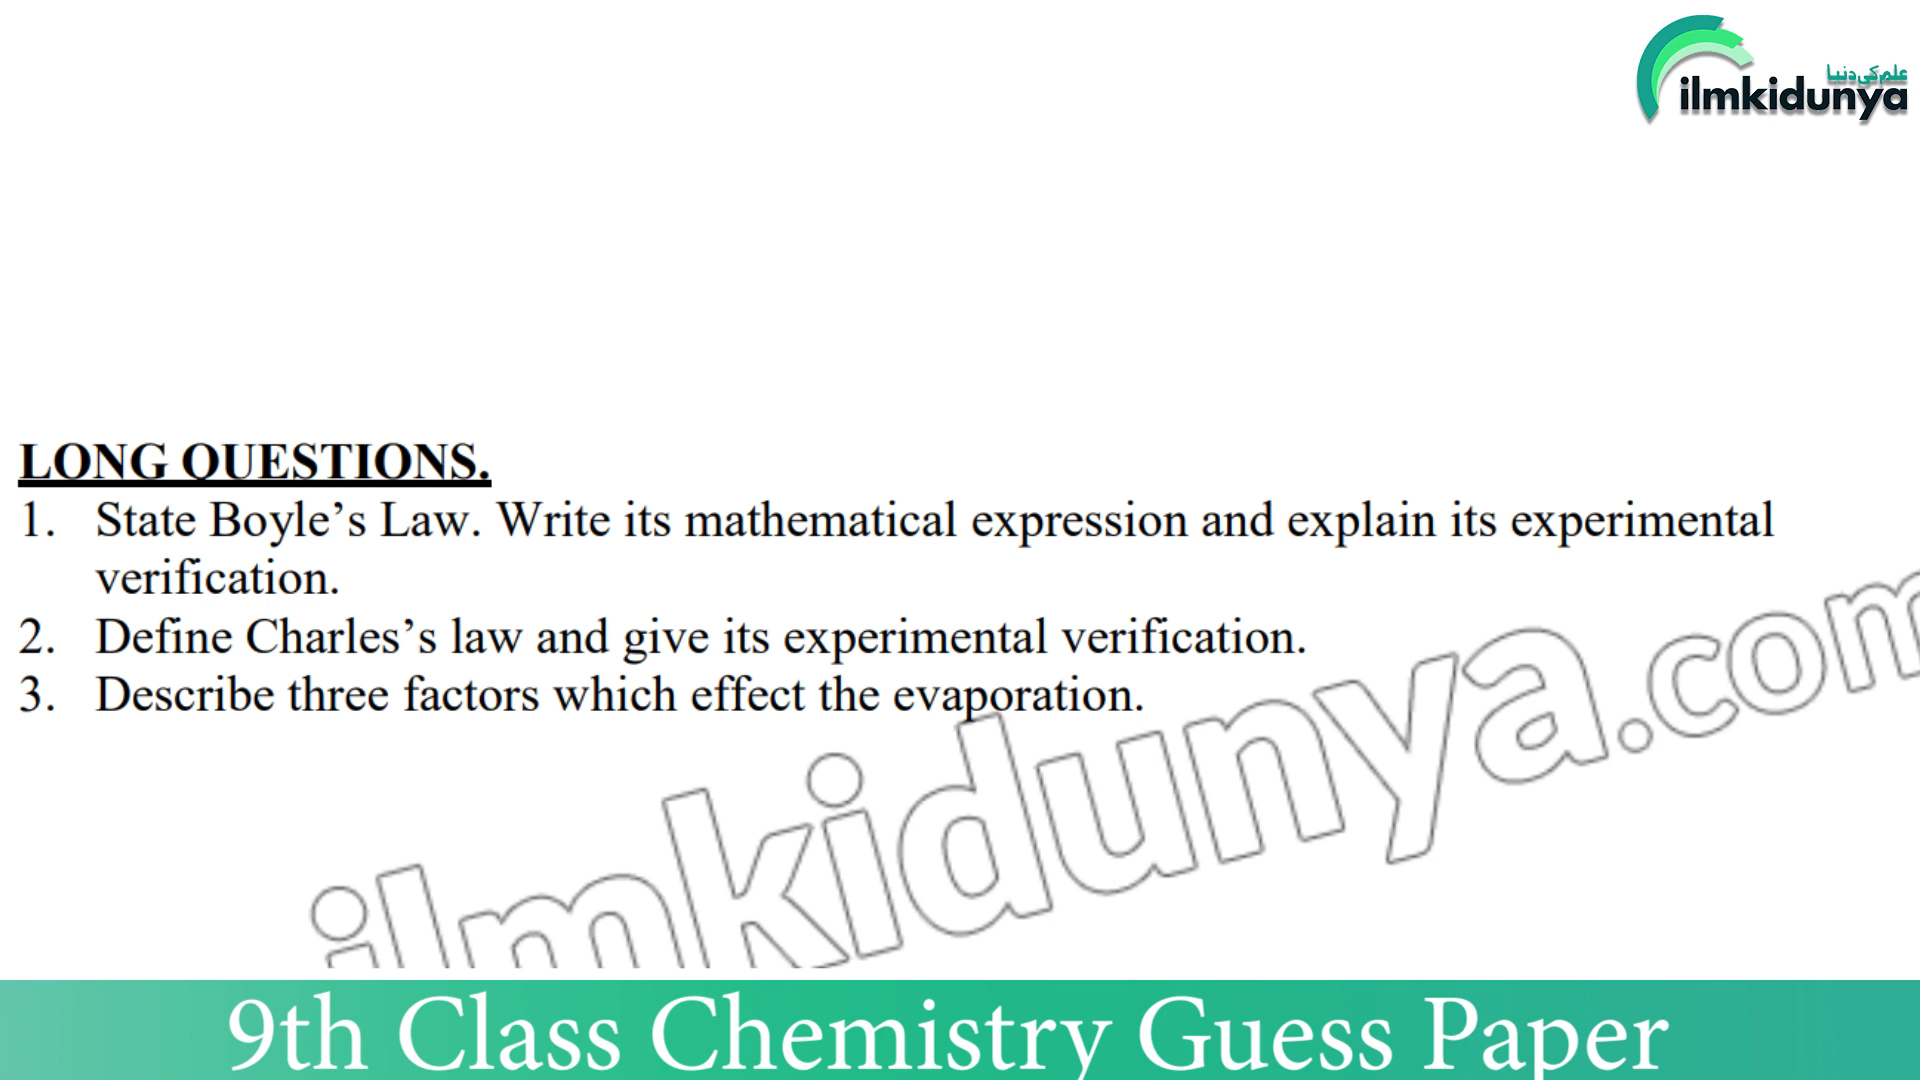 علم کی دنیا
ilmkidunya
LONG QUESTIONS.
1. State Boyle’s Law. Write its mathematical expression and explain its experimental
verification.
2. Define Charles’s law and give its experimental verification.
3. Describe three factors which effect the evaporation.
ilmkidunya.com
9th Class Chemistry Guess Paper